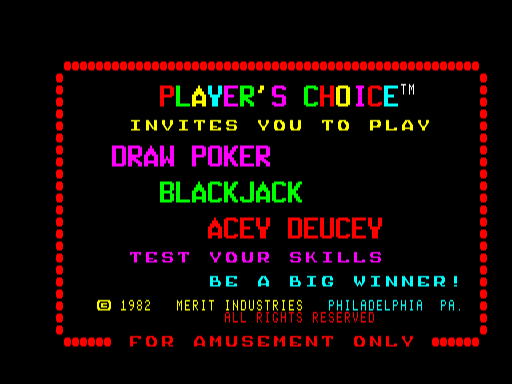 PLAYER'S CHOICE™
INVITES YOU TO PLAY
DRAW POKER
BLACKJACK
ACEY DEUCEY
TEST YOUR SKILLS
BE A BIG WINNER!
© 1982 MERIT INDUSTRIES PHILADELPHIA PA.
ALL RIGHTS RESERVED
FOR AMUSEMENT ONLY